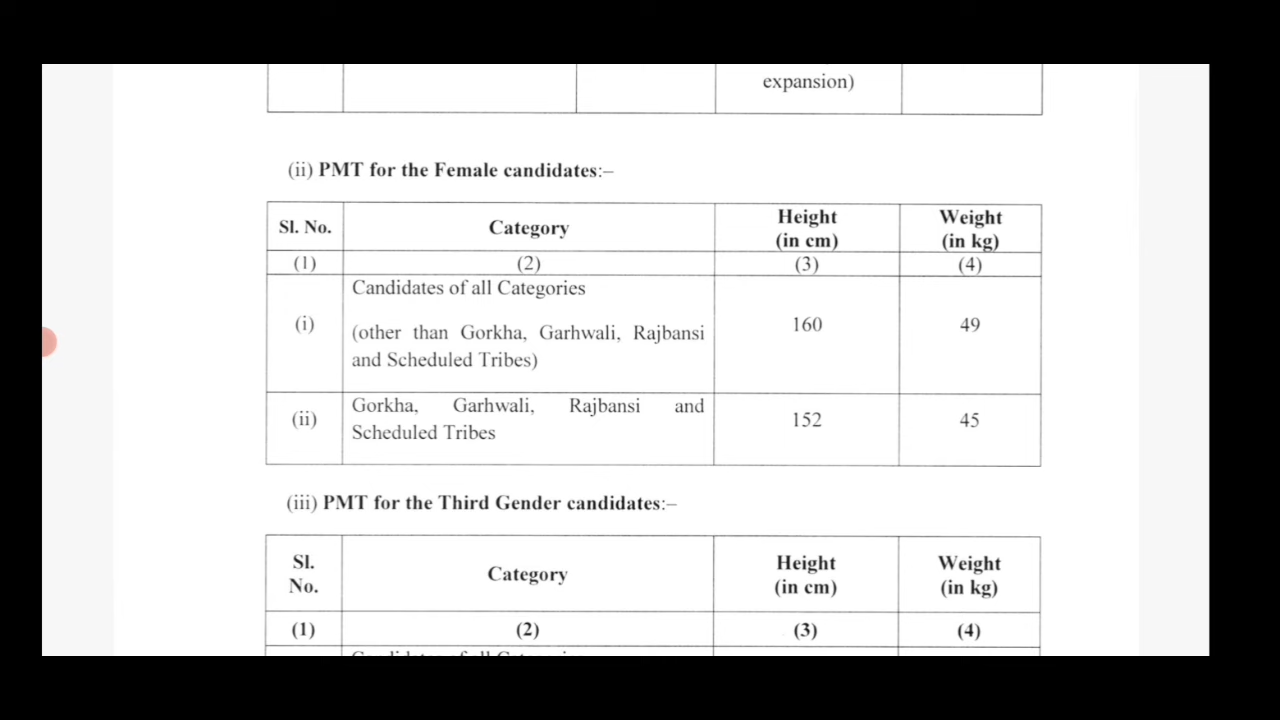 expansion)
(ii) PMT for the Female candidates:–
Sl. No.
Category
Height
(in cm)
Weight
(in kg)
(1)
(2)
(3)
(4)
(i)
Candidates of all Categories
(other than Gorkha, Garhwali, Rajbansi
and Scheduled Tribes)
160
49
(ii)
Gorkha, Garhwali, Rajbansi and
Scheduled Tribes
152
45
(iii) PMT for the Third Gender candidates:–
Sl.
No.
Category
Height
(in cm)
Weight
(in kg)
(1)
(2)
(3)
(4)